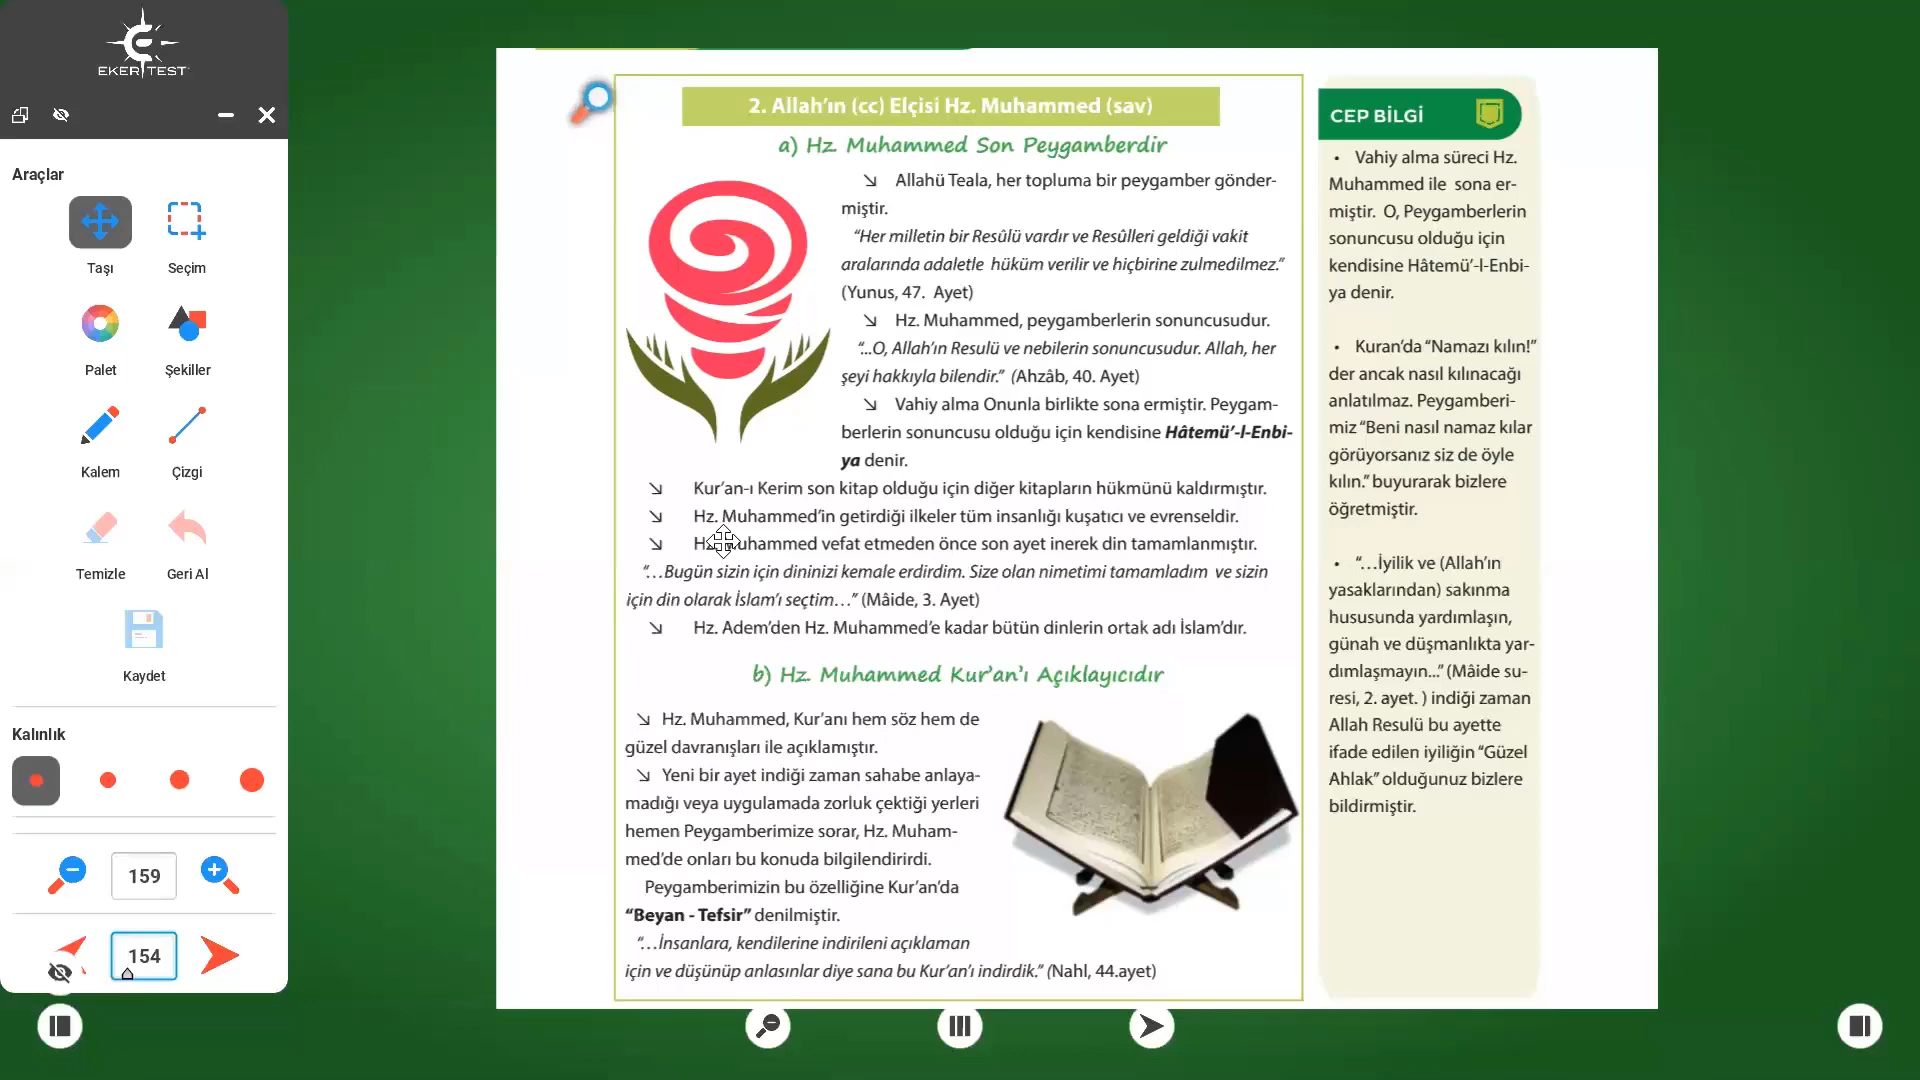 EKER TEST
Araçlar
Taşı
Seçim
Palet
Şekiller
Kalem
Çizgi
Temizle
Geri Al
Kaydet
Kalınlık
159
154
2. Allah'ın (cc) Elçisi Hz. Muhammed (sav)
a) Hz. Muhammed Son Peygamberdir
↘ Allahü Teala, her topluma bir peygamber gönder-
miştir.
“Her milletin bir Resûlü vardır ve Resûlleri geldiği vakit
aralarında adaletle hüküm verilir ve hiçbirine zulmedilmez.”
(Yunus, 47. Ayet)
↘ Hz. Muhammed, peygamberlerin sonuncusudur.
“...O, Allah'ın Resulü ve nebilerin sonuncusudur. Allah, her
şeyi hakkıyla bilendir.” (Ahzâb, 40. Ayet)
↘ Vahiy alma Onunla birlikte sona ermiştir. Peygam-
berlerin sonuncusu olduğu için kendisine Hâtemü'-l-Enbi-
ya denir.
↘ Kur'an-ı Kerim son kitap olduğu için diğer kitapların hükmünü kaldırmıştır.
↘ Hz. Muhammed'in getirdiği ilkeler tüm insanlığı kuşatıcı ve evrenseldir.
↘ Hz. Muhammed vefat etmeden önce son ayet inerek din tamamlanmıştır.
“…Bugün sizin için dininizi kemale erdirdim. Size olan nimetimi tamamladım ve sizin
için din olarak İslam'ı seçtim…” (Mâide, 3. Ayet)
↘ Hz. Adem'den Hz. Muhammed'e kadar bütün dinlerin ortak adı İslam'dır.
b) Hz. Muhammed Kur'an'ı Açıklayıcıdır
↘ Hz. Muhammed, Kur'anı hem söz hem de
güzel davranışları ile açıklamıştır.
↘ Yeni bir ayet indiği zaman sahabe anlaya-
madığı veya uygulamada zorluk çektiği yerleri
hemen Peygamberimize sorar, Hz. Muham-
med'de onları bu konuda bilgilendirirdi.
Peygamberimizin bu özelliğine Kur'an'da
“Beyan - Tefsir” denilmiştir.
“…İnsanlara, kendilerine indirileni açıklaman
için ve düşünüp anlasınlar diye sana bu Kur'an'ı indirdik.” (Nahl, 44.ayet)
CEP BİLGİ
• Vahiy alma süreci Hz.
Muhammed ile sona er-
miştir. O, Peygamberlerin
sonuncusu olduğu için
kendisine Hâtemü'-l-Enbi-
ya denir.
• Kuran'da “Namazı kılın!”
der ancak nasıl kılınacağı
anlatılmaz. Peygamberi-
miz “Beni nasıl namaz kılar
görüyorsanız siz de öyle
kılın.” buyurarak bizlere
öğretmiştir.
• “…İyilik ve (Allah'ın
yasaklarından) sakınma
hususunda yardımlaşın,
günah ve düşmanlıkta yar-
dımlaşmayın...” (Mâide su-
resi, 2. ayet. ) indiği zaman
Allah Resulü bu ayette
ifade edilen iyiliğin “Güzel
Ahlak” olduğunuz bizlere
bildirmiştir.